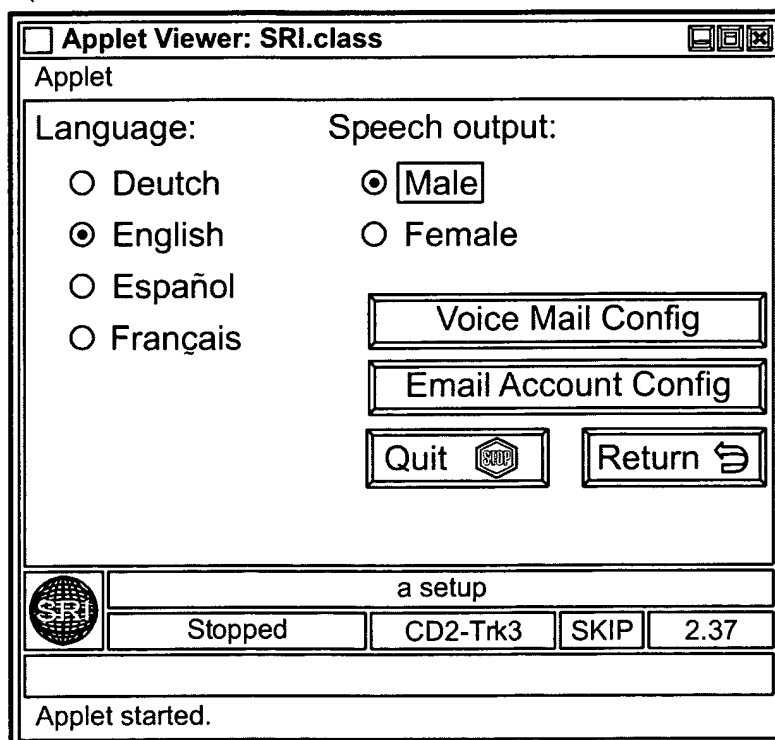 Applet Viewer: SRI.class
Applet
Language: Speech output:
Deutch Male
English Female
Español
Français
Voice Mail Config
Email Account Config
Quit STOP Return
SRI
a setup
Stopped CD2-Trk3 SKIP 2.37
Applet started.